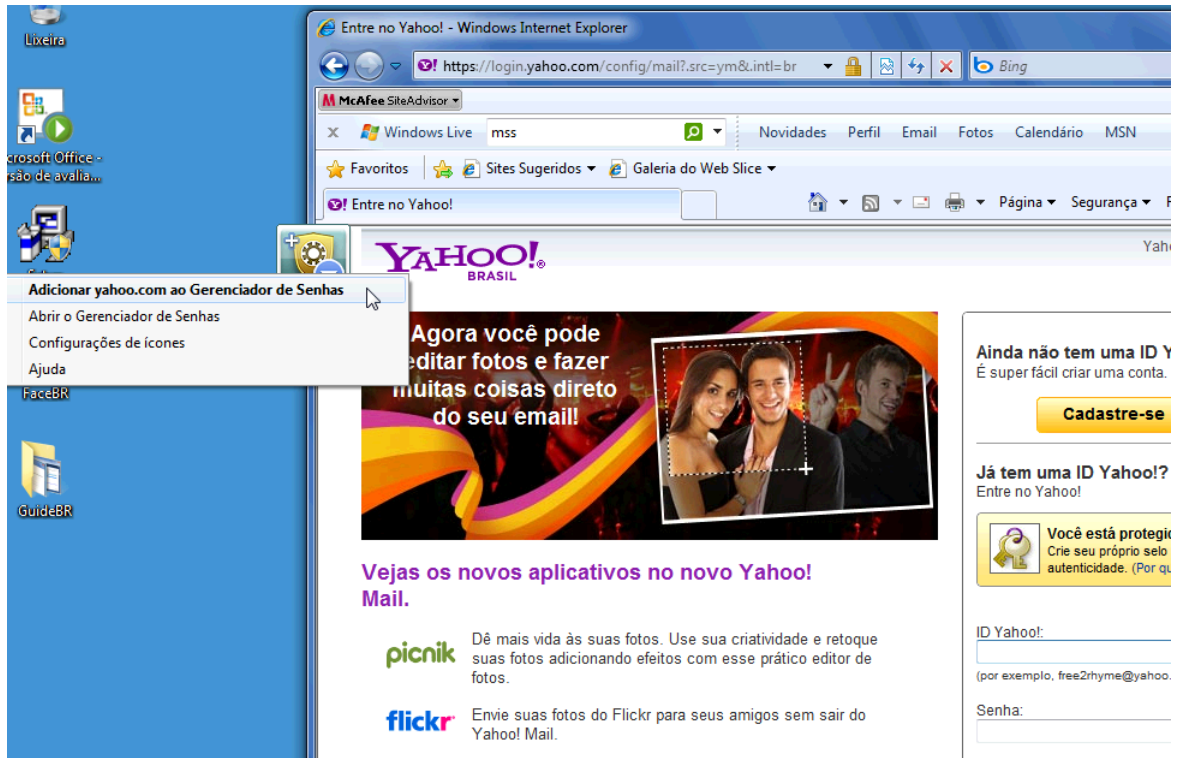 Lixeira
crosoft Office -
são de avalia...
FaceBR
GuideBR
Entre no Yahoo! - Windows Internet Explorer
https://login.yahoo.com/config/mail?.src=ym&.intl=br
Bing
McAfee SiteAdvisor
x Windows Live mss Novidades Perfil Email Fotos Calendário MSN
Favoritos Sites Sugeridos Galeria do Web Slice
Entre no Yahoo! Página Segurança
Adicionar yahoo.com ao Gerenciador de Senhas
Abrir o Gerenciador de Senhas
Configurações de ícones
Ajuda
YAHOO!
BRASIL
Yaho
Agora você pode
editar fotos e fazer
muitas coisas direto
do seu email!
Vejas os novos aplicativos no novo Yahoo!
Mail.
picnik
Dê mais vida às suas fotos. Use sua criatividade e retoque
suas fotos adicionando efeitos com esse prático editor de
fotos.
flickr
Envie suas fotos do Flickr para seus amigos sem sair do
Yahoo! Mail.
Ainda não tem uma ID Y
É super fácil criar uma conta.
Cadastre-se
Já tem uma ID Yahoo!?
Entre no Yahoo!
Você está protegid
Crie seu próprio selo
autenticidade. (Por qu
ID Yahoo!:
(por exemplo, free2rhyme@yahoo.
Senha: